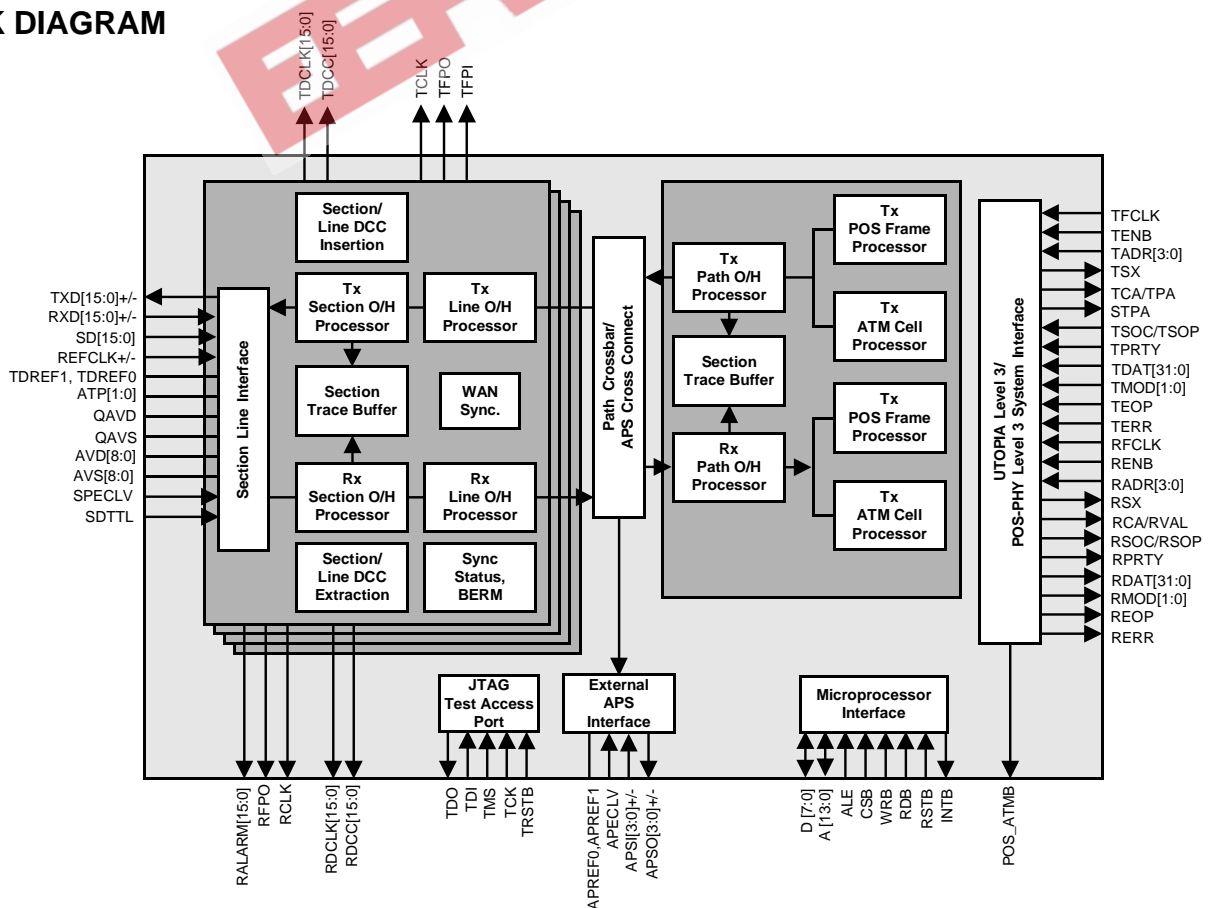 K DIAGRAM
TDCLK[15:0]
TDCC[15:0]
TCLK
TFPO
TFPI
Section/
Line DCC
Insertion
Tx
Section O/H
Processor
Tx
Line O/H
Processor
Section
Trace Buffer
WAN
Sync.
Rx
Section O/H
Processor
Rx
Line O/H
Processor
Section/
Line DCC
Extraction
Sync
Status,
BERM
Section Line Interface
TXD[15:0]+/-
RXD[15:0]+/-
SD[15:0]
REFCLK+/-
TDREF1, TDREF0
ATP[1:0]
QAVD
QAVS
AVD[8:0]
AVS[8:0]
SPECLV
SDTTL
Path Crossbar/
APS Cross Connect
Tx
Path O/H
Processor
Section
Trace Buffer
Rx
Path O/H
Processor
Tx
POS Frame
Processor
Tx
ATM Cell
Processor
Tx
POS Frame
Processor
Tx
ATM Cell
Processor
UTOPIA Level 3/
POS-PHY Level 3 System Interface
TFCLK
TENB
TADR[3:0]
TSX
TCA/TPA
STPA
TSOC/TSOP
TPRTY
TDAT[31:0]
TMOD[1:0]
TEOP
TERR
RFCLK
RENB
RADR[3:0]
RSX
RCA/RVAL
RSOC/RSOP
RPRTY
RDAT[31:0]
RMOD[1:0]
REOP
RERR
JTAG
Test Access
Port
External
APS
Interface
Microprocessor
Interface
RALARM[15:0]
RFPO
RCLK
RDCLK[15:0]
RDCC[15:0]
TDO
TDI
TMS
TCK
TRSTB
APREF0,APREF1
APECLV
APSI[3:0]+/-
APSO[3:0]+/-
D [7:0]
A [13:0]
ALE
CSB
WRB
RDB
RSTB
INTB
POS_ATMB